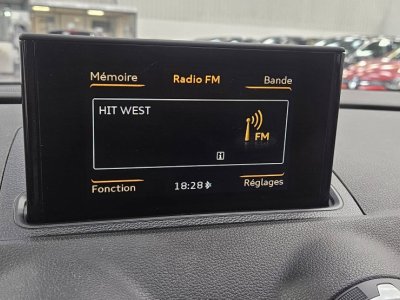 Mémoire Radio FM Bande
HIT WEST
FM
i
Fonction 18:28 Réglages